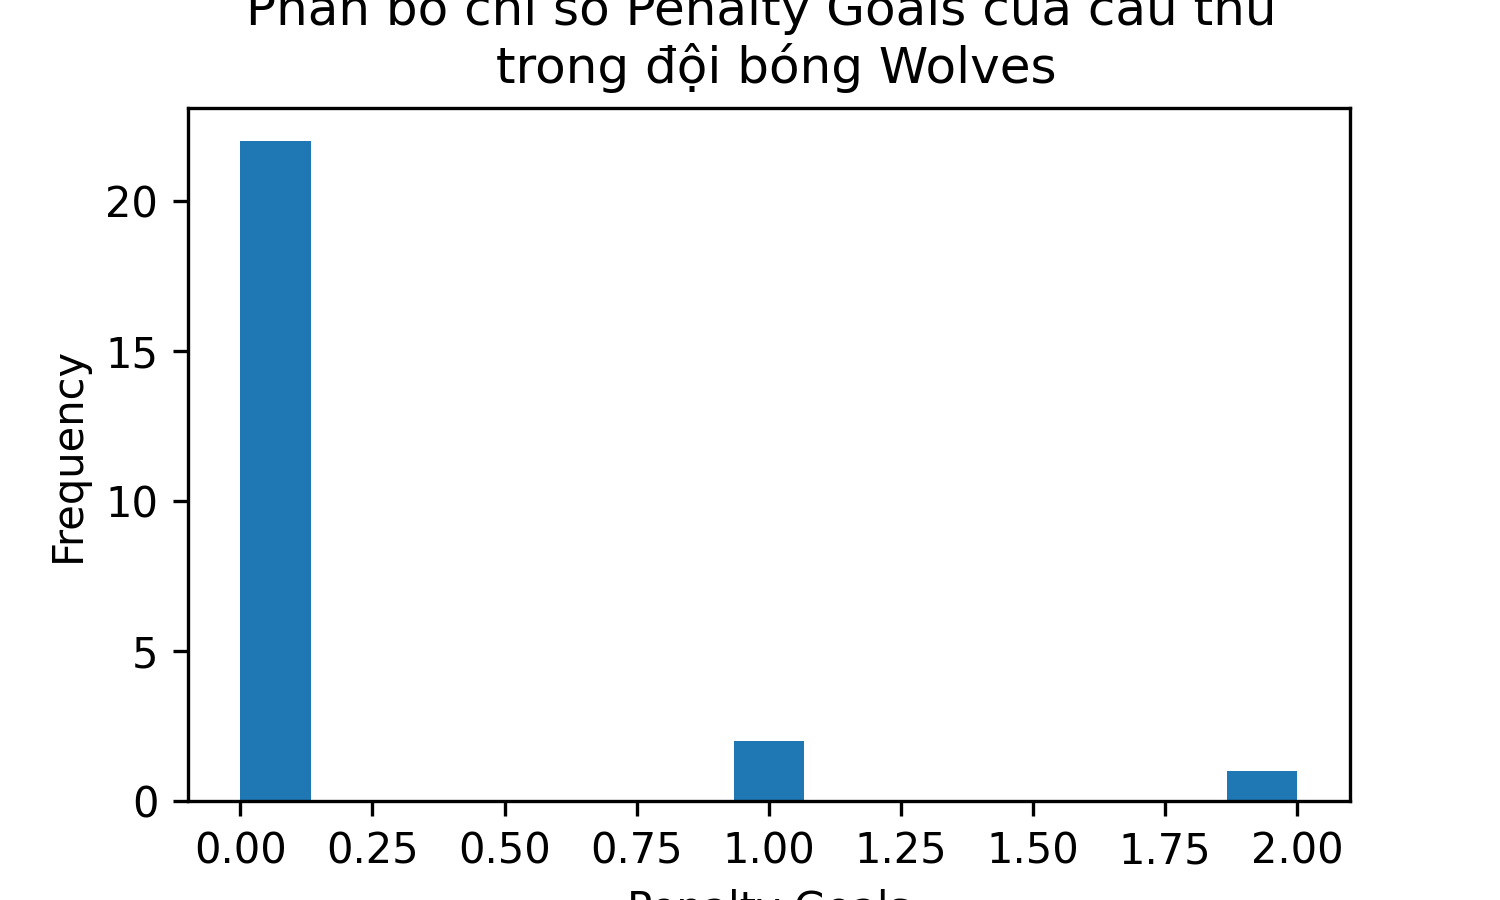 Phân bố chỉ số Penalty Goals của cầu thủ
trong đội bóng Wolves
Frequency
20
15
10
5
0
0.00 0.25 0.50 0.75 1.00 1.25 1.50 1.75 2.00
Penalty Goals